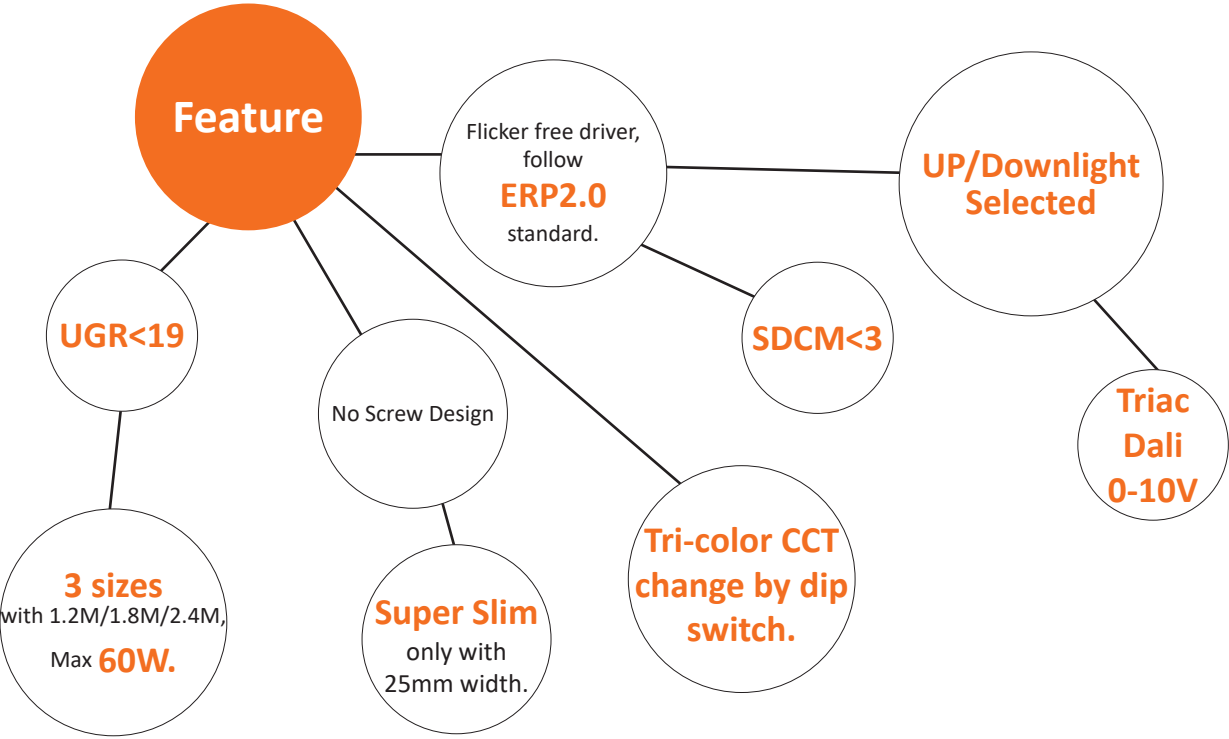 Feature
Flicker free driver,
follow
ERP2.0
standard.
UP/Downlight
Selected
UGR<19
SDCM<3
No Screw Design
Triac
Dali
0-10V
3 sizes
with 1.2M/1.8M/2.4M,
Max 60W.
Super Slim
only with
25mm width.
Tri-color CCT
change by dip
switch.